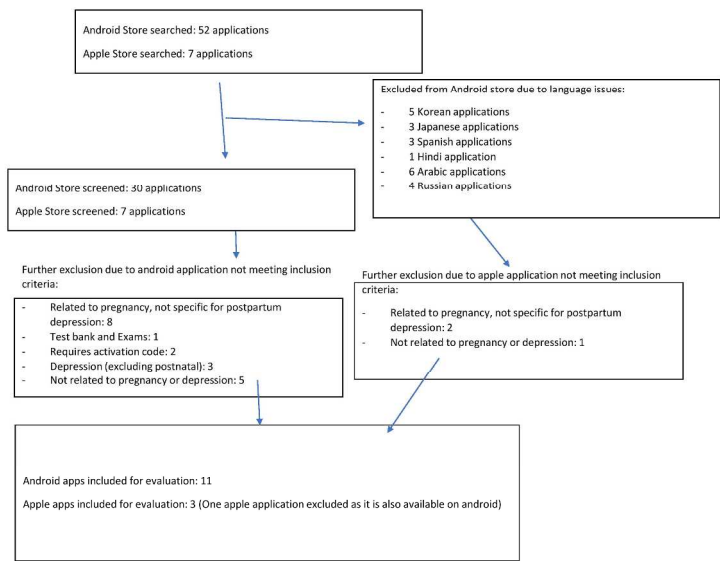 Android Store searched: 52 applications
Apple Store searched: 7 applications
Excluded from Android store due to language issues:
- 5 Korean applications
- 3 Japanese applications
- 3 Spanish applications
- 1 Hindi application
- 6 Arabic applications
- 4 Russian applications
Android Store screened: 30 applications
Apple Store screened: 7 applications
Further exclusion due to android application not meeting inclusion
criteria:
- Related to pregnancy, not specific for postpartum
depression: 8
- Test bank and Exams: 1
- Requires activation code: 2
- Depression (excluding postnatal): 3
- Not related to pregnancy or depression: 5
Further exclusion due to apple application not meeting inclusion
criteria:
- Related to pregnancy, not specific for postpartum
depression: 2
- Not related to pregnancy or depression: 1
Android apps included for evaluation: 11
Apple apps included for evaluation: 3 (One apple application excluded as it is also available on android)